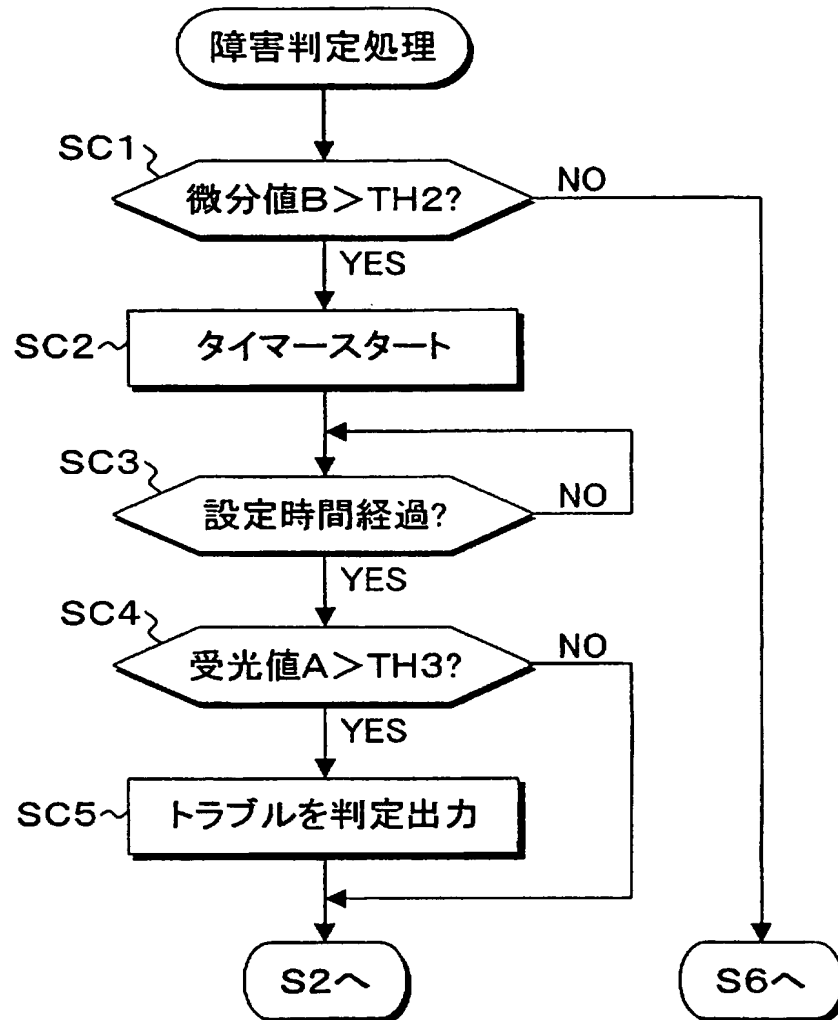 障害判定処理
SC1
微分値B>TH2?
NO
YES
SC2
タイマースタート
SC3
設定時間経過?
NO
YES
SC4
受光値A>TH3?
NO
YES
SC5
トラブルを判定出力
S2へ
S6へ